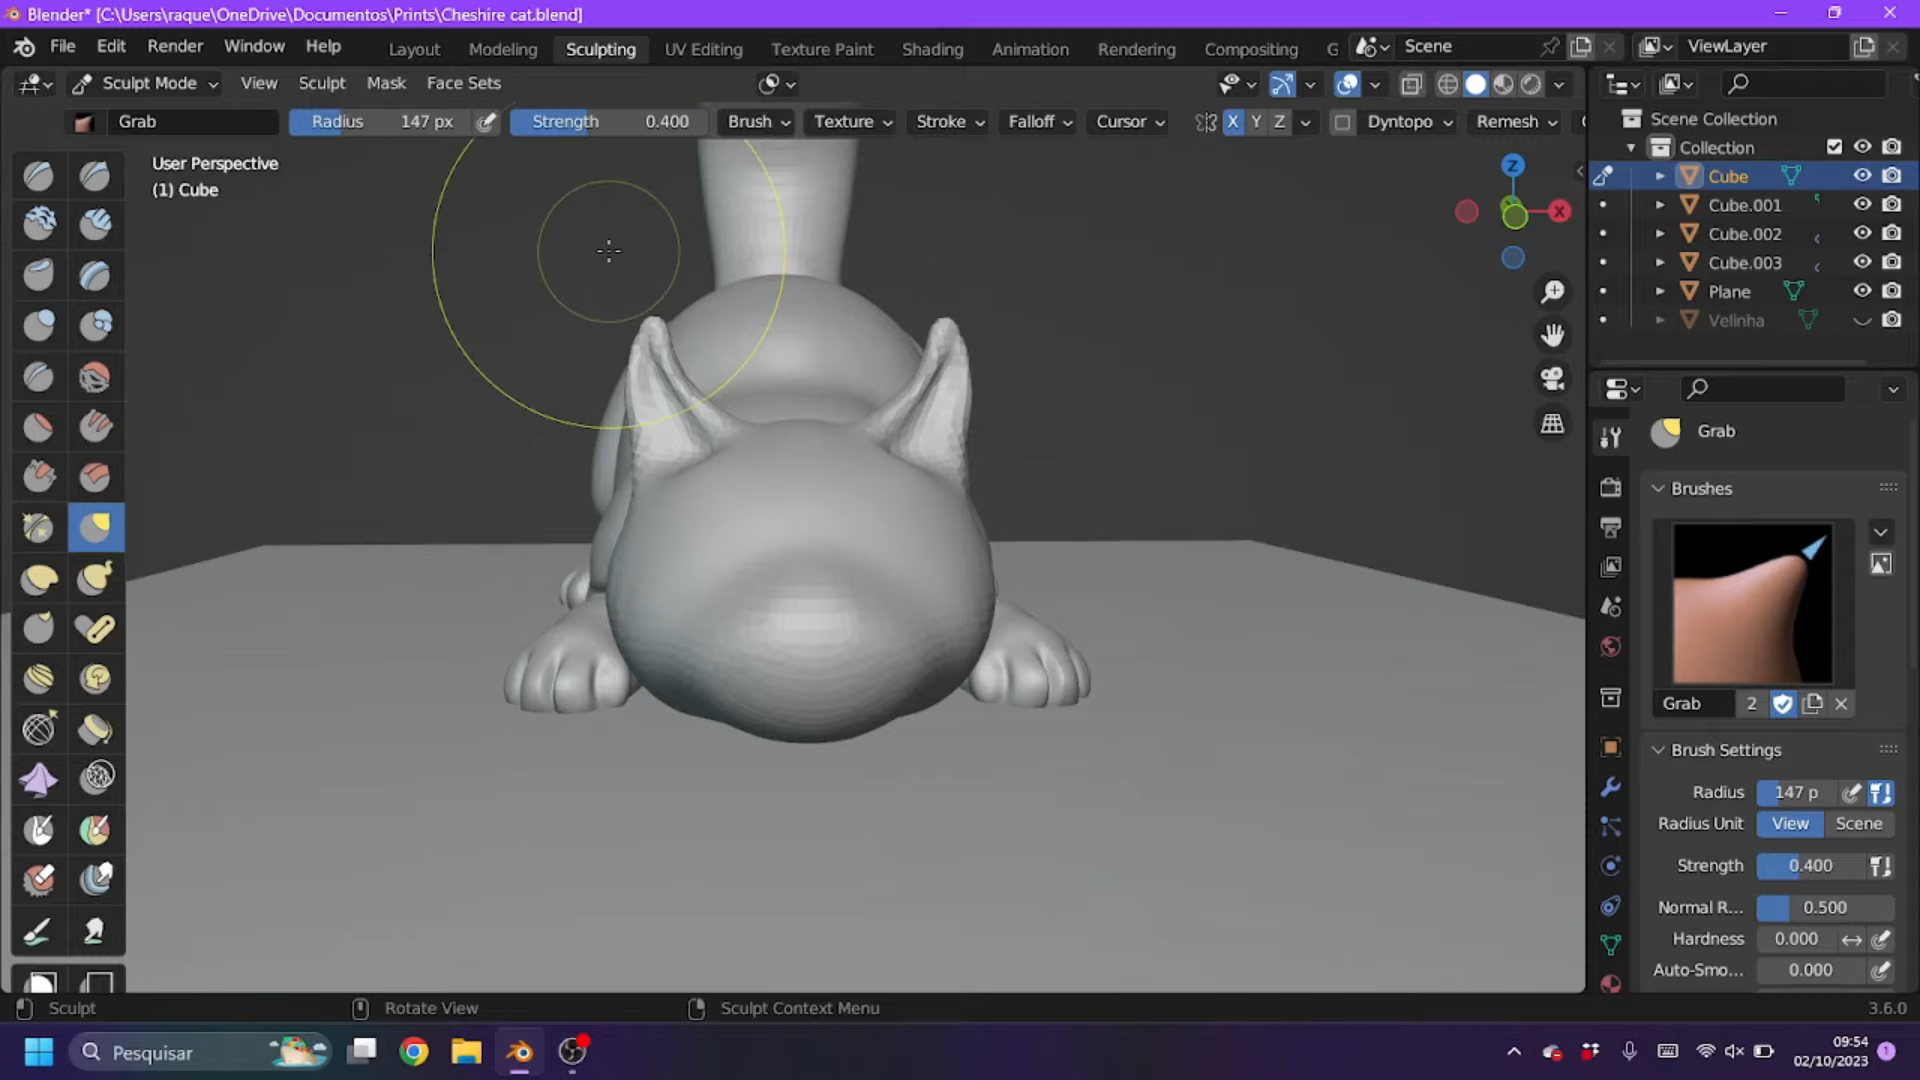 Blender* [C:\Users\raque\OneDrive\Documentos\Prints\Cheshire cat.blend]
File Edit Render Window Help Layout Modeling Sculpting UV Editing Texture Paint Shading Animation Rendering Compositing G Scene ViewLayer
Sculpt Mode View Sculpt Mask Face Sets
Grab Radius 147 px Strength 0.400 Brush Texture Stroke Falloff Cursor X Y Z Dyntopo Remesh
User Perspective
(1) Cube
Z
X
Scene Collection
Collection
Cube
Cube.001
Cube.002
Cube.003
Plane
Velinha
Grab
Brushes
Grab 2
Brush Settings
Radius 147 p
Radius Unit View Scene
Strength 0.400
Normal R... 0.500
Hardness 0.000
Auto-Smo... 0.000
Sculpt Rotate View Sculpt Context Menu 3.6.0
Pesquisar
09:54
02/10/2023
1